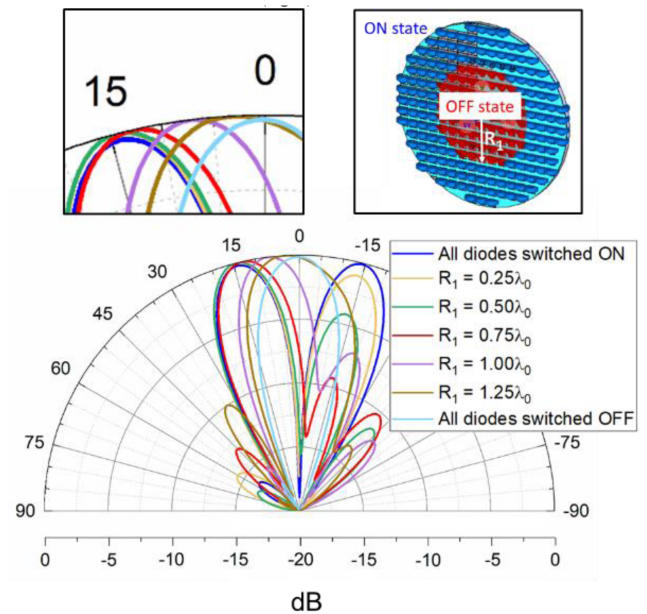 15
0
ON state
OFF state
R1
0
15
-15
30
45
60
75
-75
90
-90
All diodes switched ON
R1 = 0.25λ0
R1 = 0.50λ0
R1 = 0.75λ0
R1 = 1.00λ0
R1 = 1.25λ0
All diodes switched OFF
0 -5 -10 -15 -20 -15 -10 -5 0
dB